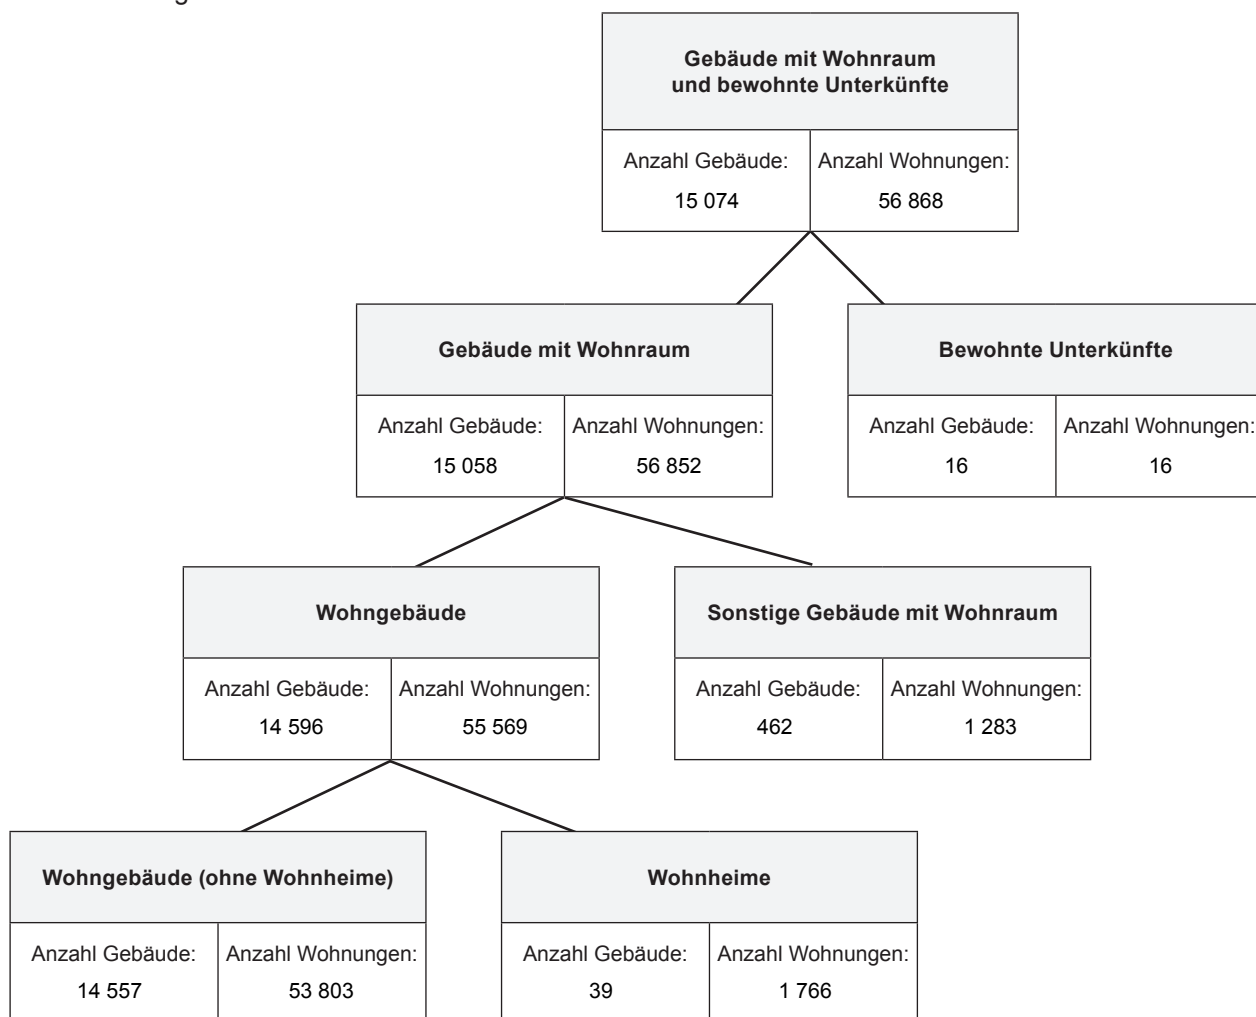 Gebäude mit Wohnraum
und bewohnte Unterkünfte
Anzahl Gebäude: Anzahl Wohnungen:
15 074 56 868
Gebäude mit Wohnraum
Anzahl Gebäude: Anzahl Wohnungen:
15 058 56 852
Bewohnte Unterkünfte
Anzahl Gebäude: Anzahl Wohnungen:
16 16
Wohngebäude
Anzahl Gebäude: Anzahl Wohnungen:
14 596 55 569
Sonstige Gebäude mit Wohnraum
Anzahl Gebäude: Anzahl Wohnungen:
462 1 283
Wohngebäude (ohne Wohnheime)
Anzahl Gebäude: Anzahl Wohnungen:
14 557 53 803
Wohnheime
Anzahl Gebäude: Anzahl Wohnungen:
39 1 766